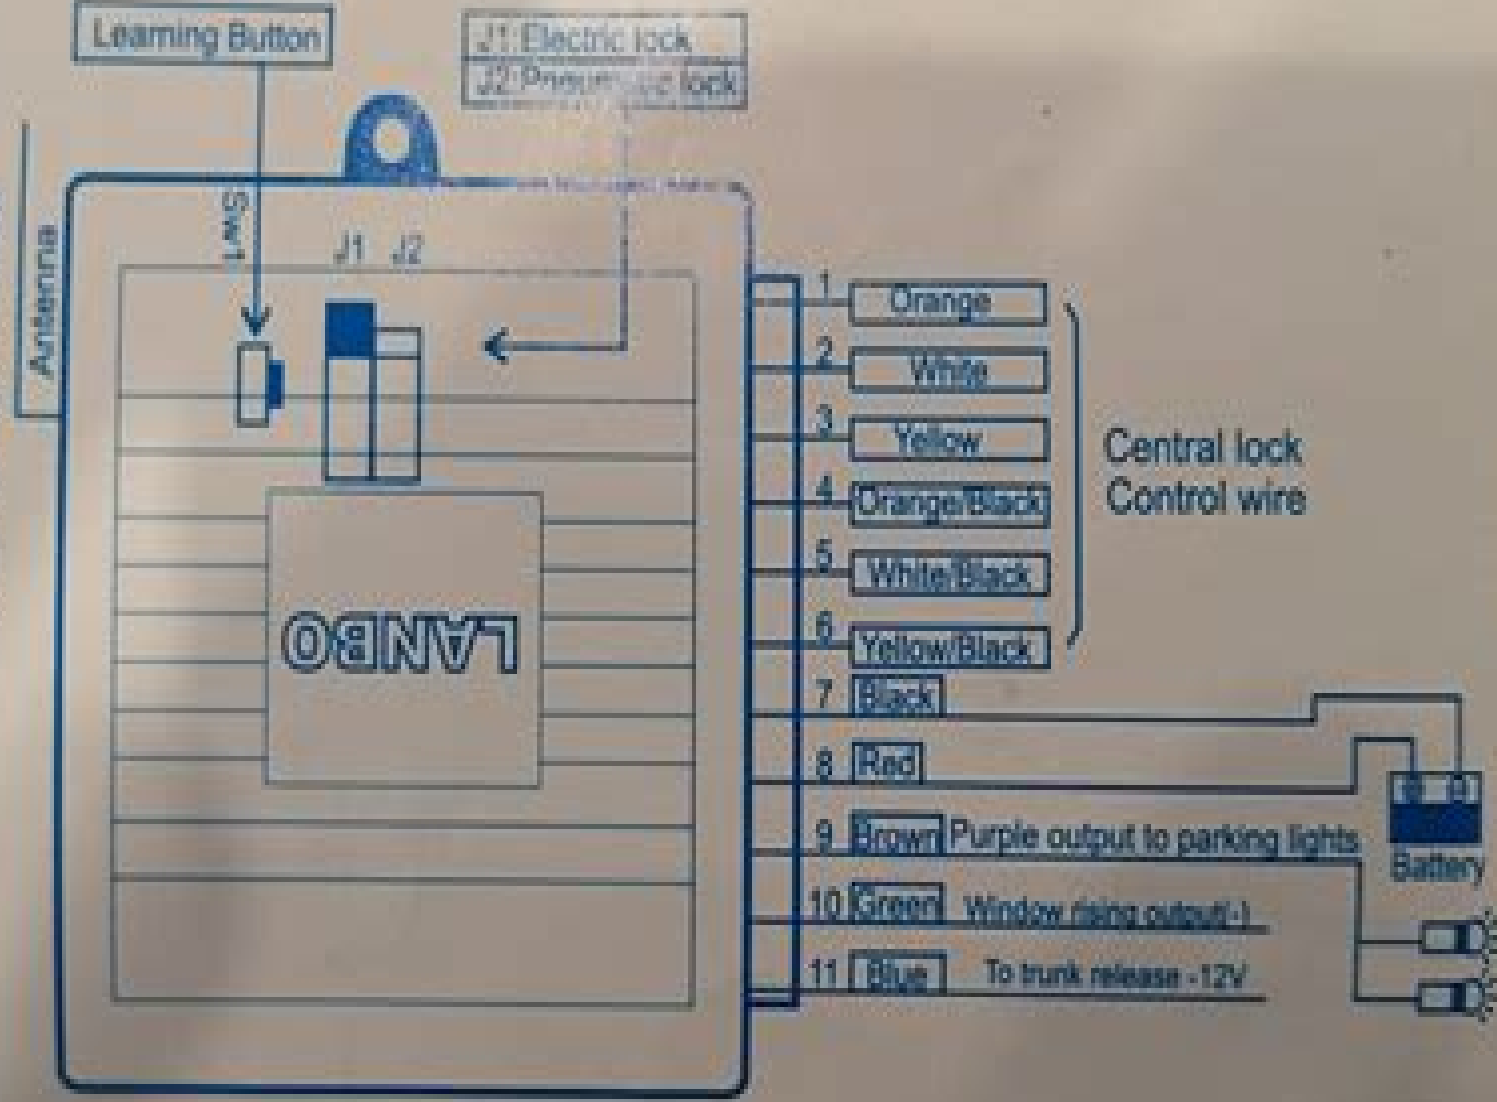 Learning Button
J1:Electric lock
J2:Pneumatic lock
Antenna
Sw1
J1 J2
LANBO
1 Orange
2 White
3 Yellow
4 Orange/Black
5 White/Black
6 Yellow/Black
Central lock
Control wire
7 Black
8 Red
9 Brown Purple output to parking lights
Battery
10 Green Window rising output(-)
11 Blue To trunk release -12V